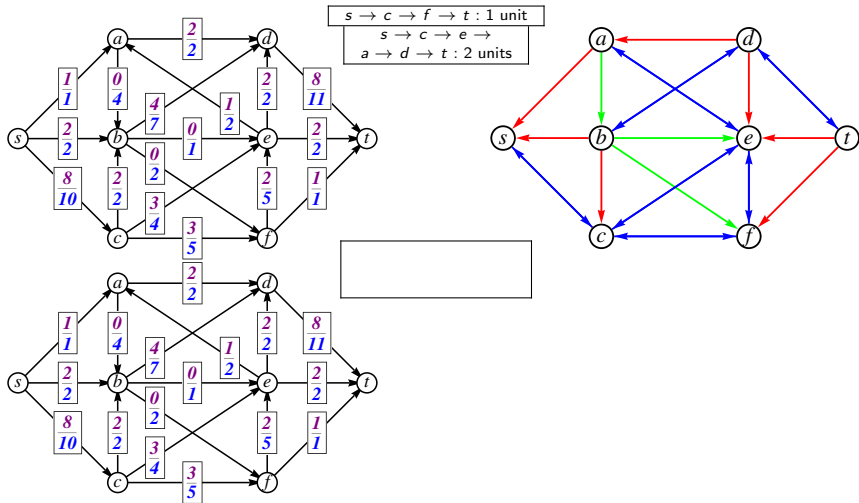 s → c → f → t : 1 unit
s → c → e →
a → d → t : 2 units
a 2/2 d
1/1 0/4 4/7 1/2 2/2 8/11
s 2/2 b 0/1 e 2/2 t
8/10 2/2 0/2 3/4 2/5 1/1
c 3/5 f
a d
s b e t
c f
a 2/2 d
1/1 0/4 4/7 1/2 2/2 8/11
s 2/2 b 0/1 e 2/2 t
8/10 2/2 0/2 3/4 2/5 1/1
c 3/5 f